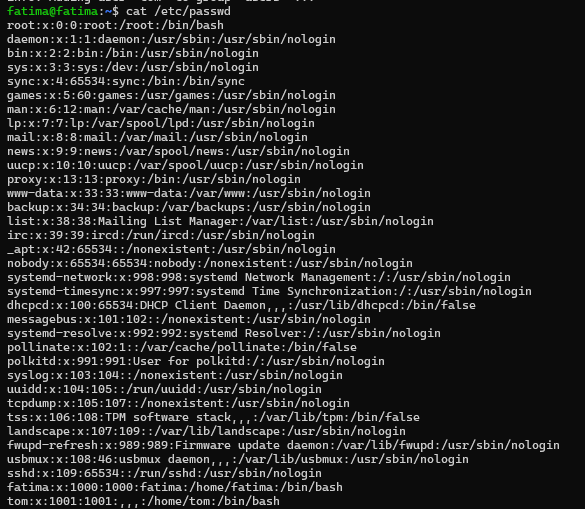 fatima@fatima:~$ cat /etc/passwd
root:x:0:0:root:/root:/bin/bash
daemon:x:1:1:daemon:/usr/sbin:/usr/sbin/nologin
bin:x:2:2:bin:/bin:/usr/sbin/nologin
sys:x:3:3:sys:/dev:/usr/sbin/nologin
sync:x:4:65534:sync:/bin:/bin/sync
games:x:5:60:games:/usr/games:/usr/sbin/nologin
man:x:6:12:man:/var/cache/man:/usr/sbin/nologin
lp:x:7:7:lp:/var/spool/lpd:/usr/sbin/nologin
mail:x:8:8:mail:/var/mail:/usr/sbin/nologin
news:x:9:9:news:/var/spool/news:/usr/sbin/nologin
uucp:x:10:10:uucp:/var/spool/uucp:/usr/sbin/nologin
proxy:x:13:13:proxy:/bin:/usr/sbin/nologin
www-data:x:33:33:www-data:/var/www:/usr/sbin/nologin
backup:x:34:34:backup:/var/backups:/usr/sbin/nologin
list:x:38:38:Mailing List Manager:/var/list:/usr/sbin/nologin
irc:x:39:39:ircd:/run/ircd:/usr/sbin/nologin
_apt:x:42:65534::/nonexistent:/usr/sbin/nologin
nobody:x:65534:65534:nobody:/nonexistent:/usr/sbin/nologin
systemd-network:x:998:998:systemd Network Management:/:/usr/sbin/nologin
systemd-timesync:x:997:997:systemd Time Synchronization:/:/usr/sbin/nologin
dhcpcd:x:100:65534:DHCP Client Daemon,,,:/usr/lib/dhcpcd:/bin/false
messagebus:x:101:102::/nonexistent:/usr/sbin/nologin
systemd-resolve:x:992:992:systemd Resolver:/:/usr/sbin/nologin
pollinate:x:102:1::/var/cache/pollinate:/bin/false
polkitd:x:991:991:User for polkitd:/:/usr/sbin/nologin
syslog:x:103:104::/nonexistent:/usr/sbin/nologin
uuidd:x:104:105::/run/uuidd:/usr/sbin/nologin
tcpdump:x:105:107::/nonexistent:/usr/sbin/nologin
tss:x:106:108:TPM software stack,,,:/var/lib/tpm:/bin/false
landscape:x:107:109::/var/lib/landscape:/usr/sbin/nologin
fwupd-refresh:x:989:989:Firmware update daemon:/var/lib/fwupd:/usr/sbin/nologin
usbmux:x:108:46:usbmux daemon,,,:/var/lib/usbmux:/usr/sbin/nologin
sshd:x:109:65534::/run/sshd:/usr/sbin/nologin
fatima:x:1000:1000:fatima:/home/fatima:/bin/bash
tom:x:1001:1001:,,,:/home/tom:/bin/bash